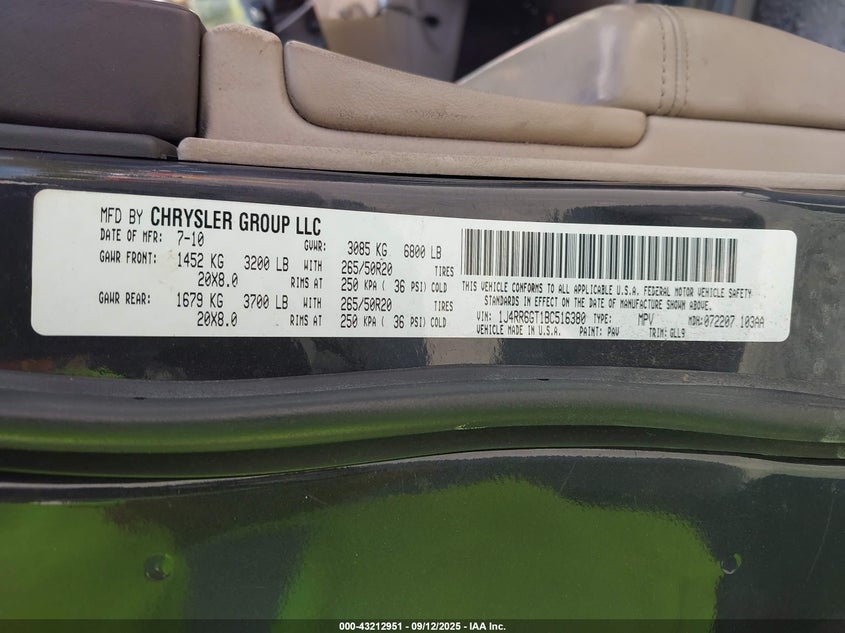 MFD BY CHRYSLER GROUP LLC
DATE OF MFR: 7-10 GVWR: 3085 KG 6800 LB
GAWR FRONT: 1452 KG 3200 LB WITH 265/50R20 TIRES
20X8.0 RIMS AT 250 KPA ( 36 PSI) COLD
GAWR REAR: 1679 KG 3700 LB WITH 265/50R20 TIRES
20X8.0 RIMS AT 250 KPA ( 36 PSI) COLD
THIS VEHICLE CONFORMS TO ALL APPLICABLE U.S.A. FEDERAL MOTOR VEHICLE SAFETY
STANDARDS IN EFFECT ON THE DATE OF MANUFACTURE SHOWN ABOVE.
VIN: 1J4RR6GT1BC516380 TYPE: MPV MDH: 072207 103AA
VEHICLE MADE IN U.S.A. PAINT: PAV TRIM: GLL9
000-43212951 - 09/12/2025 - IAA Inc.